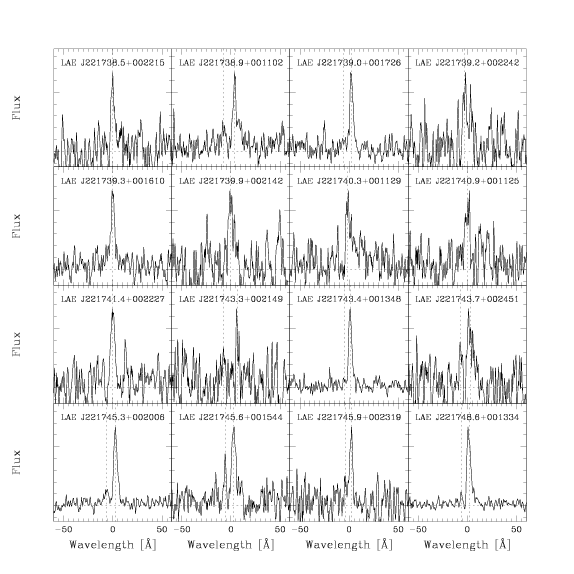 LAE J221738.5+002215 LAE J221738.9+001102 LAE J221739.0+001726 LAE J221739.2+002242
Flux
LAE J221739.3+001610 LAE J221739.9+002142 LAE J221740.3+001129 LAE J221740.9+001125
Flux
LAE J221741.4+002227 LAE J221743.3+002149 LAE J221743.4+001348 LAE J221743.7+002451
Flux
LAE J221745.3+002006 LAE J221745.6+001544 LAE J221745.9+002319 LAE J221748.6+001334
Flux
−50 0 50 −50 0 50 −50 0 50 −50 0 50
Wavelength [Å] Wavelength [Å] Wavelength [Å] Wavelength [Å]